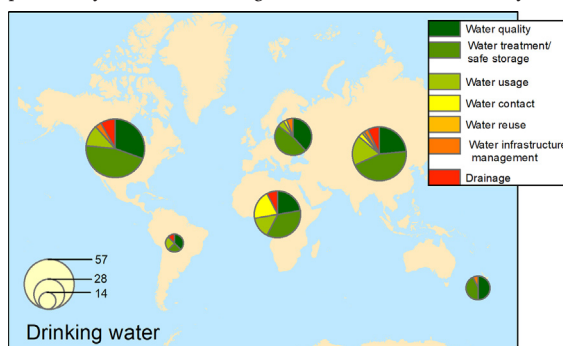 Water quality
Water treatment/
safe storage
Water usage
Water contact
Water reuse
Water infrastructure
management
Drainage
57
28
14
Drinking water